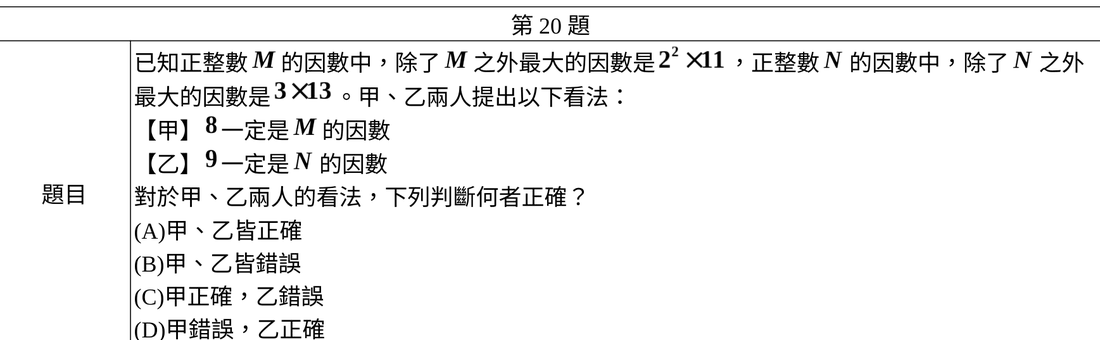 第 20 題
已知正整數 M 的因數中，除了 M 之外最大的因數是 2² ×11 ，正整數 N 的因數中，除了 N 之外
最大的因數是 3 ×13 。甲、乙兩人提出以下看法：
【甲】 8 一定是 M 的因數
【乙】 9 一定是 N 的因數
題目
對於甲、乙兩人的看法，下列判斷何者正確？
(A)甲、乙皆正確
(B)甲、乙皆錯誤
(C)甲正確，乙錯誤
(D)甲錯誤，乙正確